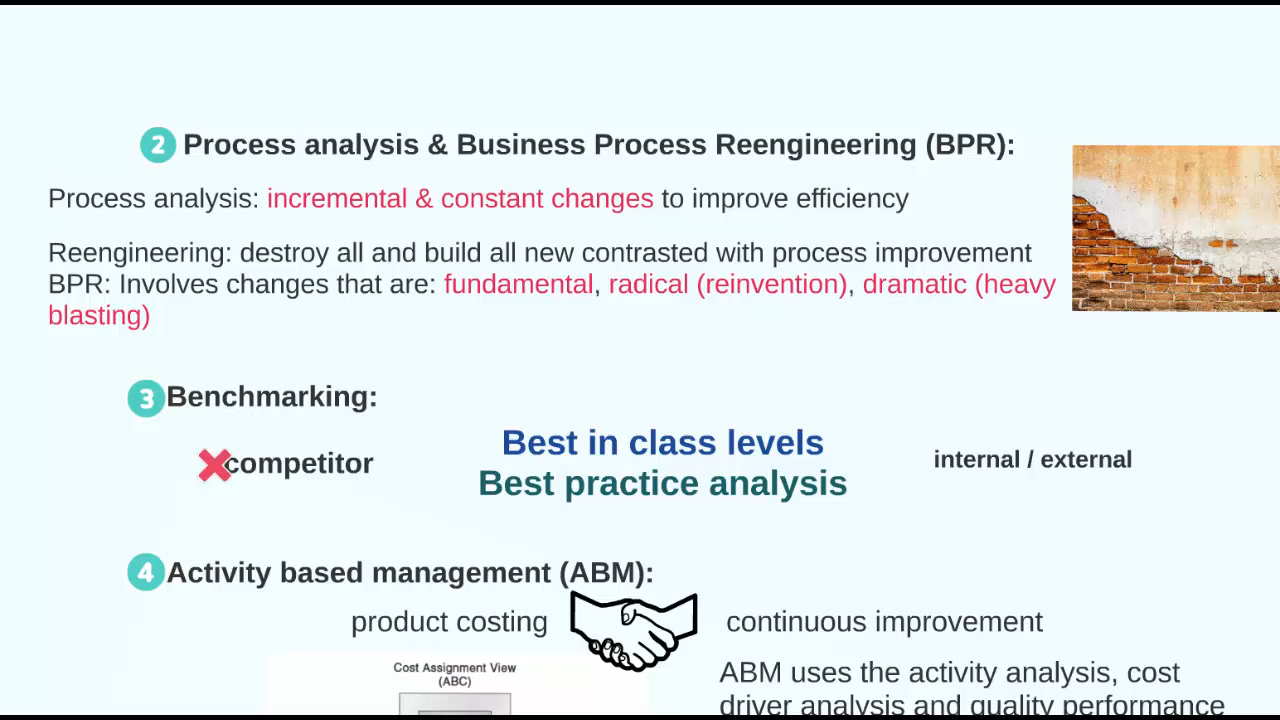 2 Process analysis & Business Process Reengineering (BPR):
Process analysis: incremental & constant changes to improve efficiency
Reengineering: destroy all and build all new contrasted with process improvement
BPR: Involves changes that are: fundamental, radical (reinvention), dramatic (heavy
blasting)
3 Benchmarking:
competitor
Best in class levels
Best practice analysis
internal / external
4 Activity based management (ABM):
product costing
continuous improvement
Cost Assignment View
(ABC)
ABM uses the activity analysis, cost
driver analysis and quality performance